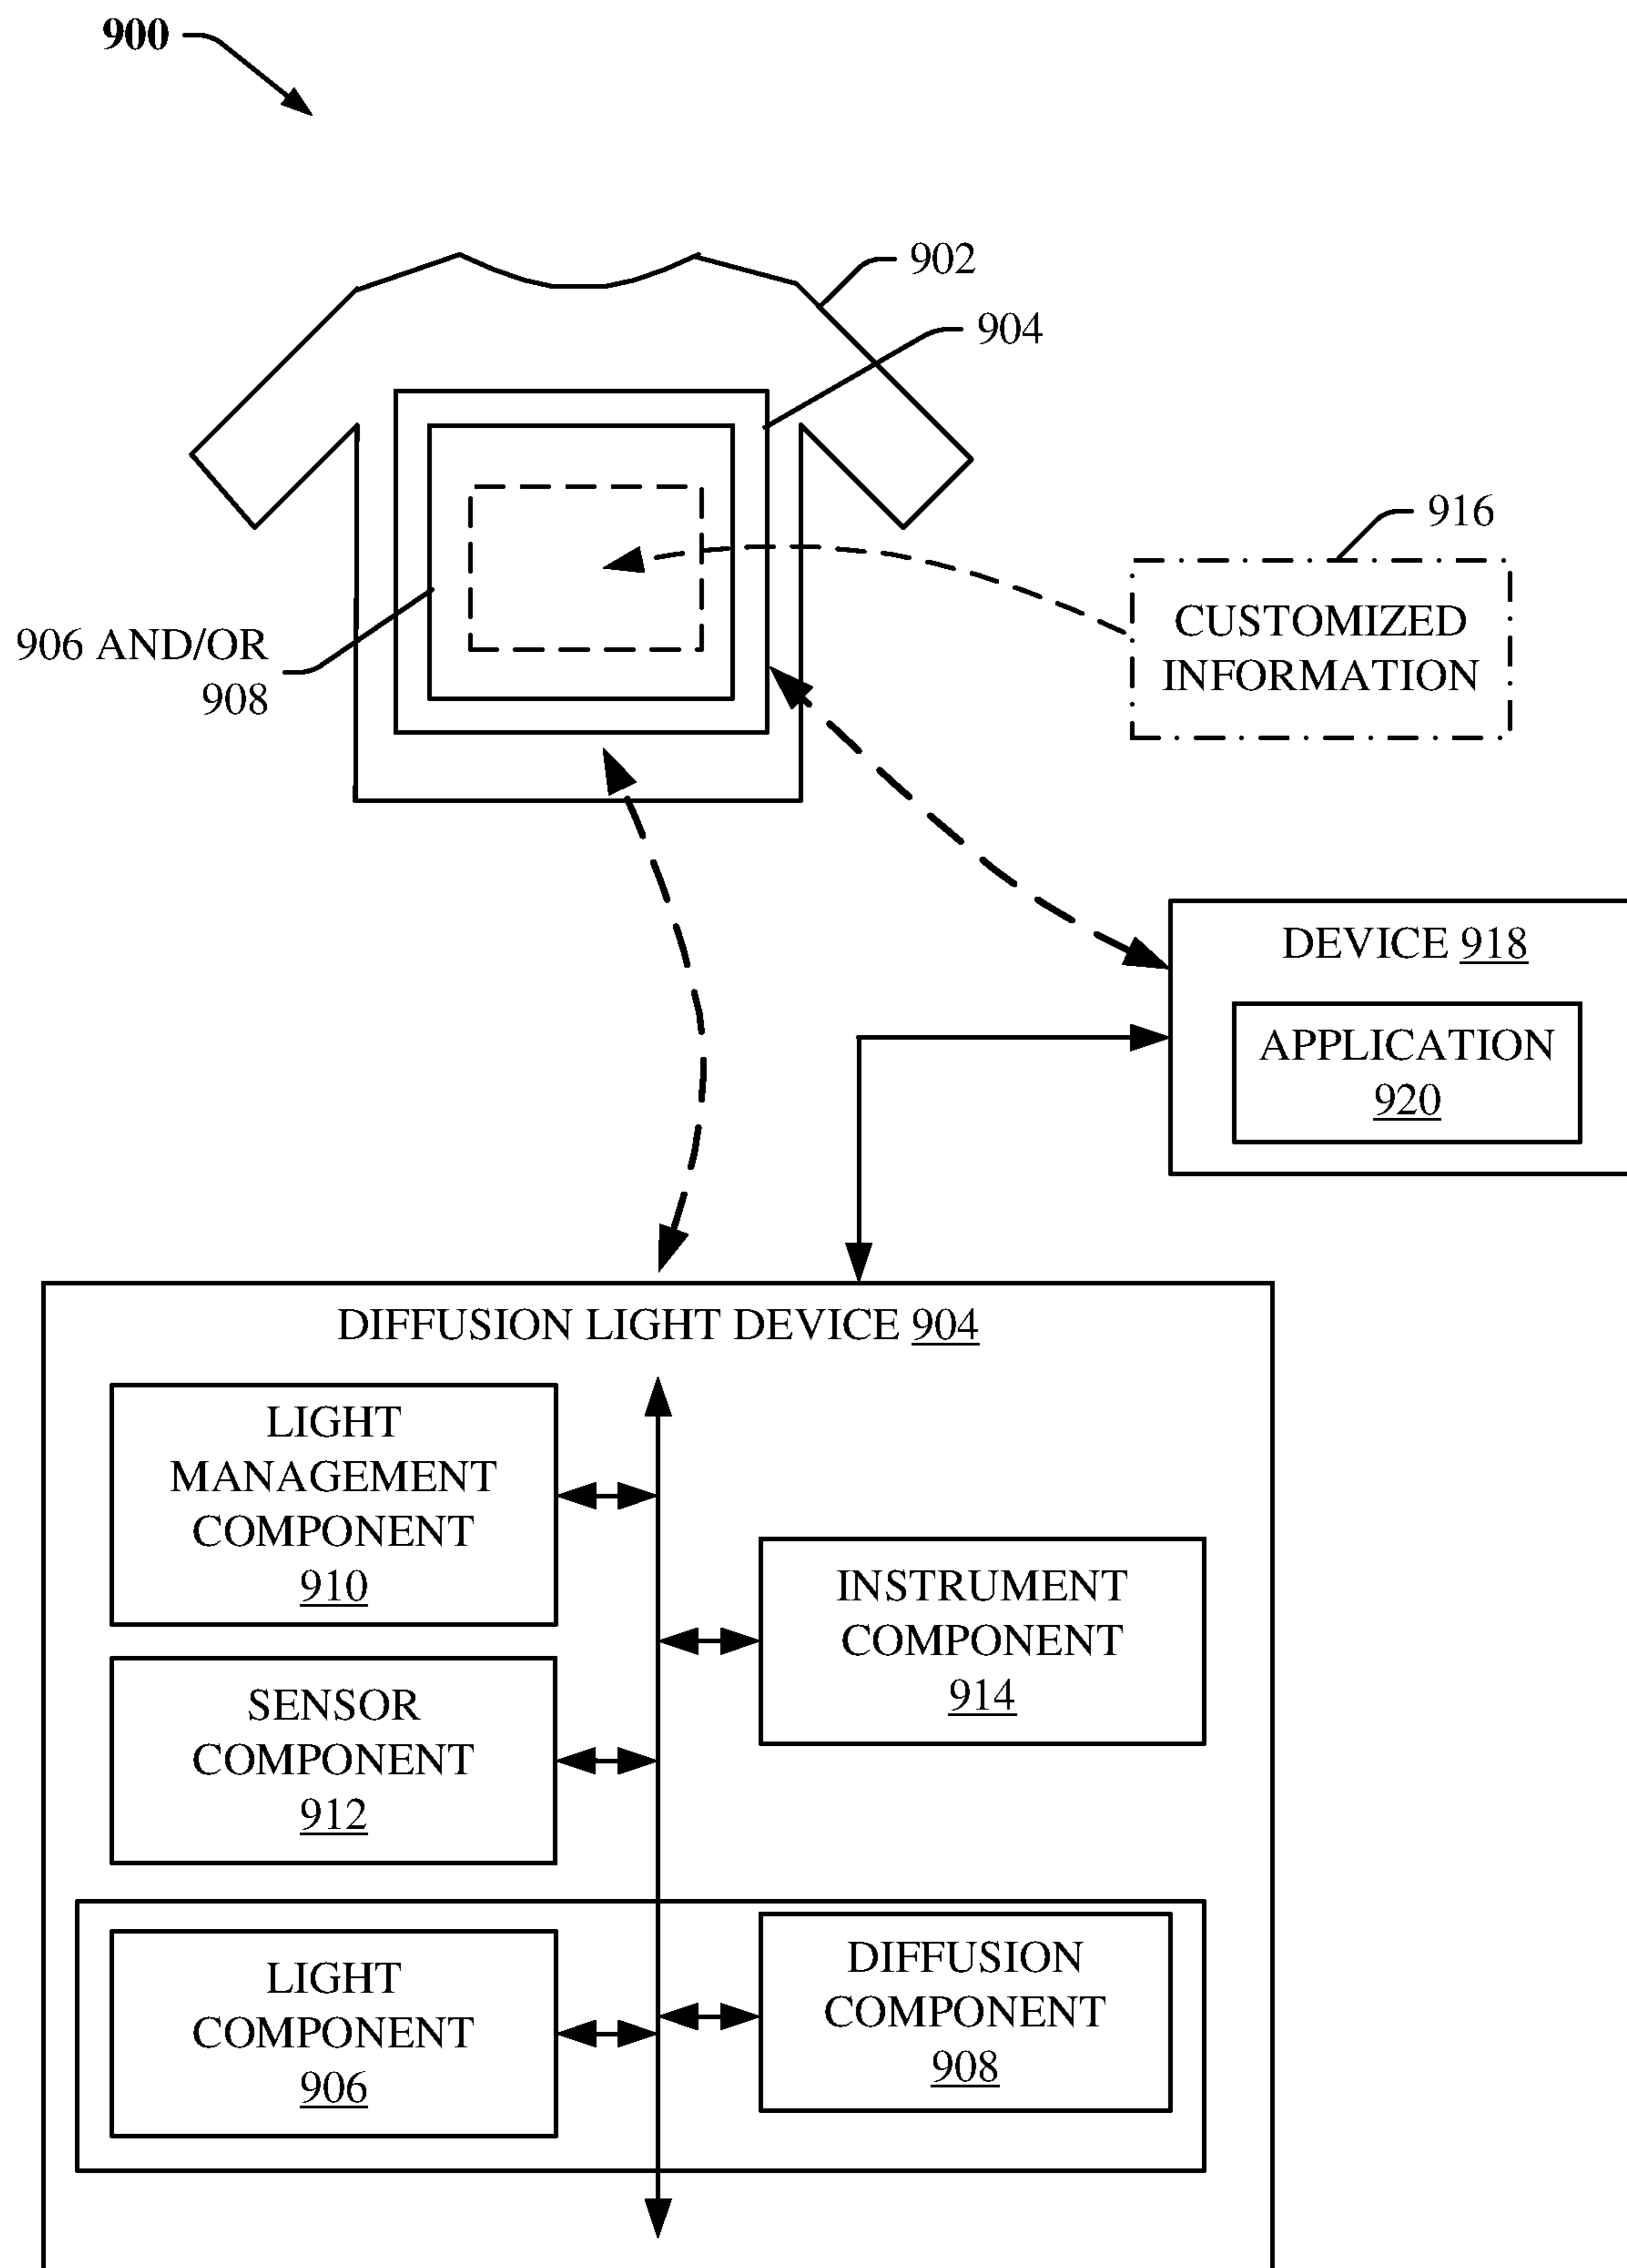 900
902
904
916
CUSTOMIZED
INFORMATION
906 AND/OR
908
DEVICE 918
APPLICATION
920
DIFFUSION LIGHT DEVICE 904
LIGHT
MANAGEMENT
COMPONENT
910
INSTRUMENT
COMPONENT
914
SENSOR
COMPONENT
912
LIGHT
COMPONENT
906
DIFFUSION
COMPONENT
908